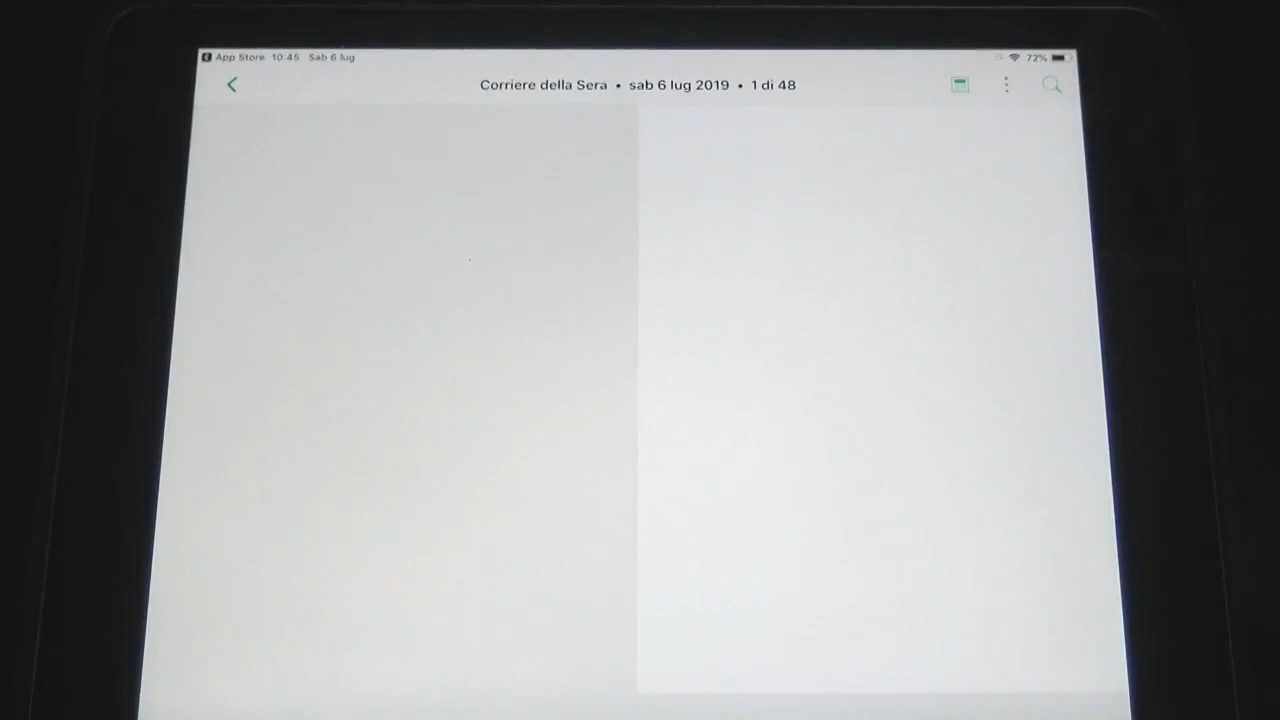 App Store 10:45 Sab 6 lug
72%
Corriere della Sera • sab 6 lug 2019 • 1 di 48